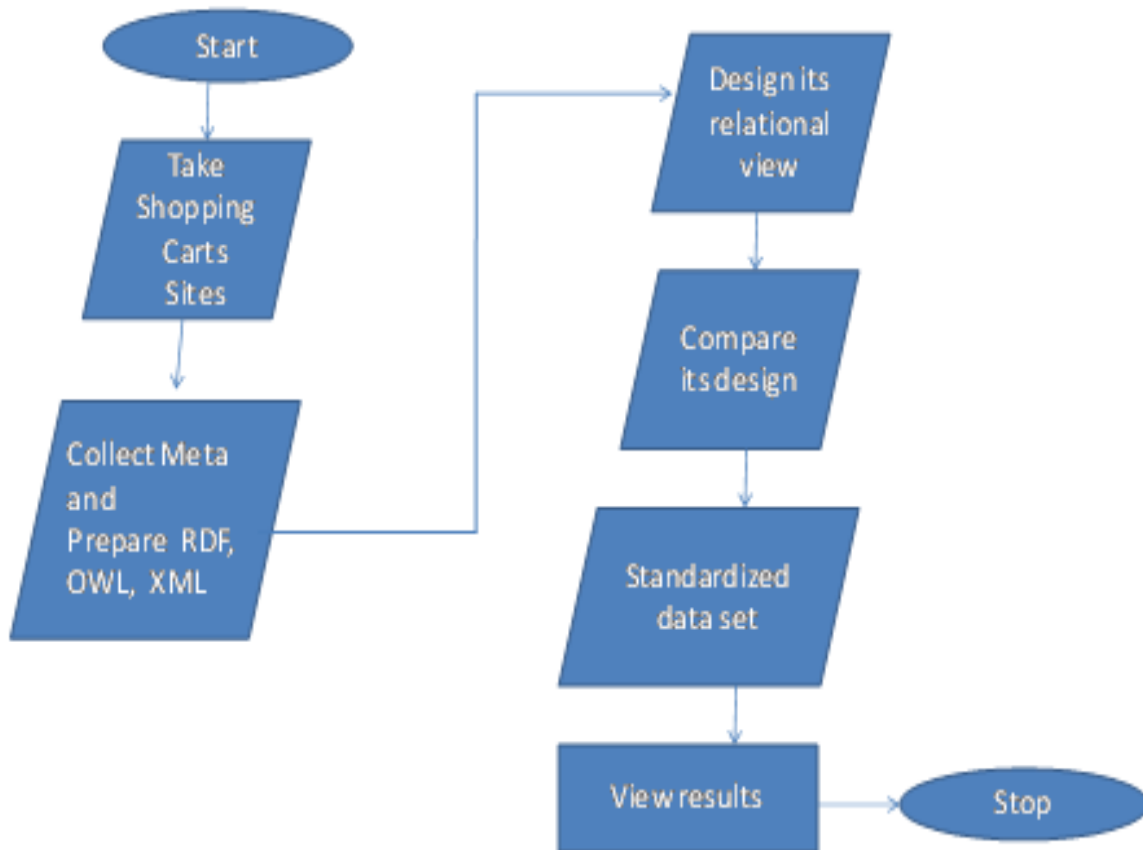 Start
Take
Shopping
Carts
Sites
Collect Meta
and
Prepare RDF,
OWL, XML
Design its
relational
view
Compare
its design
Standardized
data set
View results
Stop